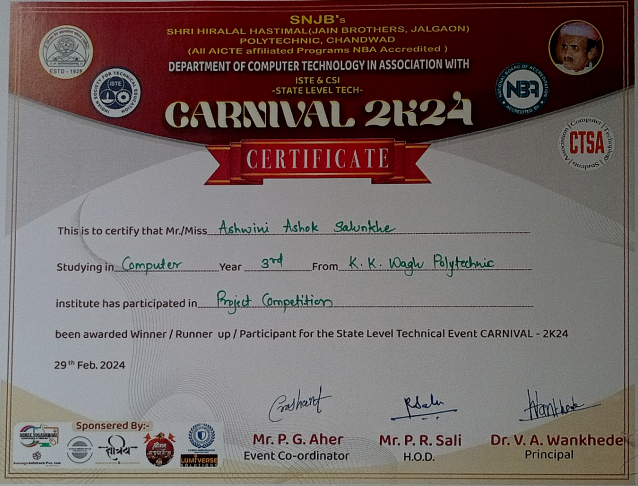 SNJB's
SHRI HIRALAL HASTIMAL(JAIN BROTHERS, JALGAON)
POLYTECHNIC, CHANDWAD
(All AICTE affiliated Programs NBA Accredited )
DEPARTMENT OF COMPUTER TECHNOLOGY IN ASSOCIATION WITH
ISTE & CSI
-STATE LEVEL TECH-
CARNIVAL 2K24
CERTIFICATE
ESTD - 1928
ISTE
NBA
CTSA
This is to certify that Mr./Miss Ashwini Ashok Salunkhe
Studying in Computer Year 3rd From K. K. Wagh Polytechnic
institute has participated in Project Competition
been awarded Winner / Runner up / Participant for the State Level Technical Event CARNIVAL - 2K24
29th Feb. 2024
Sponsered By:-
Mr. P. G. Aher
Event Co-ordinator
Mr. P. R. Sali
H.O.D.
Dr. V. A. Wankhede
Principal